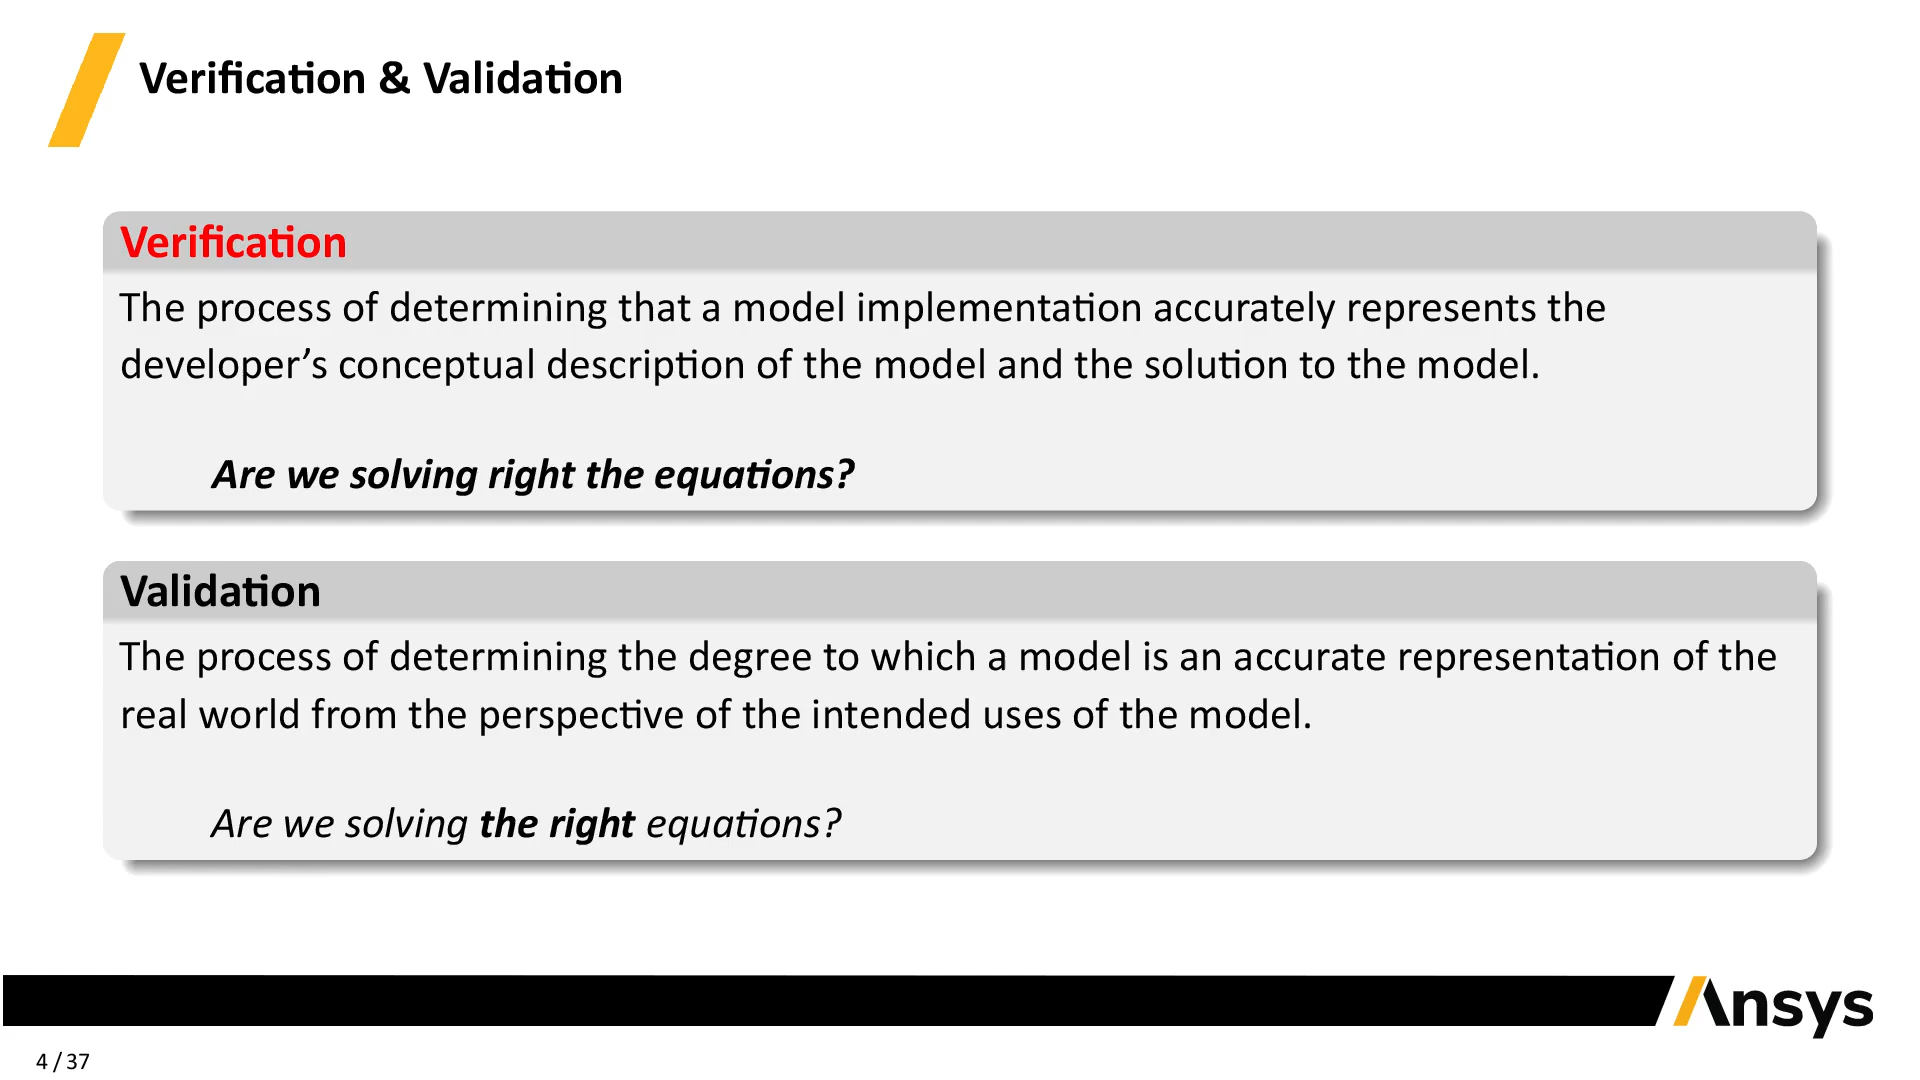 Verification & Validation
Verification
The process of determining that a model implementation accurately represents the
developer’s conceptual description of the model and the solution to the model.
Are we solving right the equations?
Validation
The process of determining the degree to which a model is an accurate representation of the
real world from the perspective of the intended uses of the model.
Are we solving the right equations?
Ansys
4 / 37